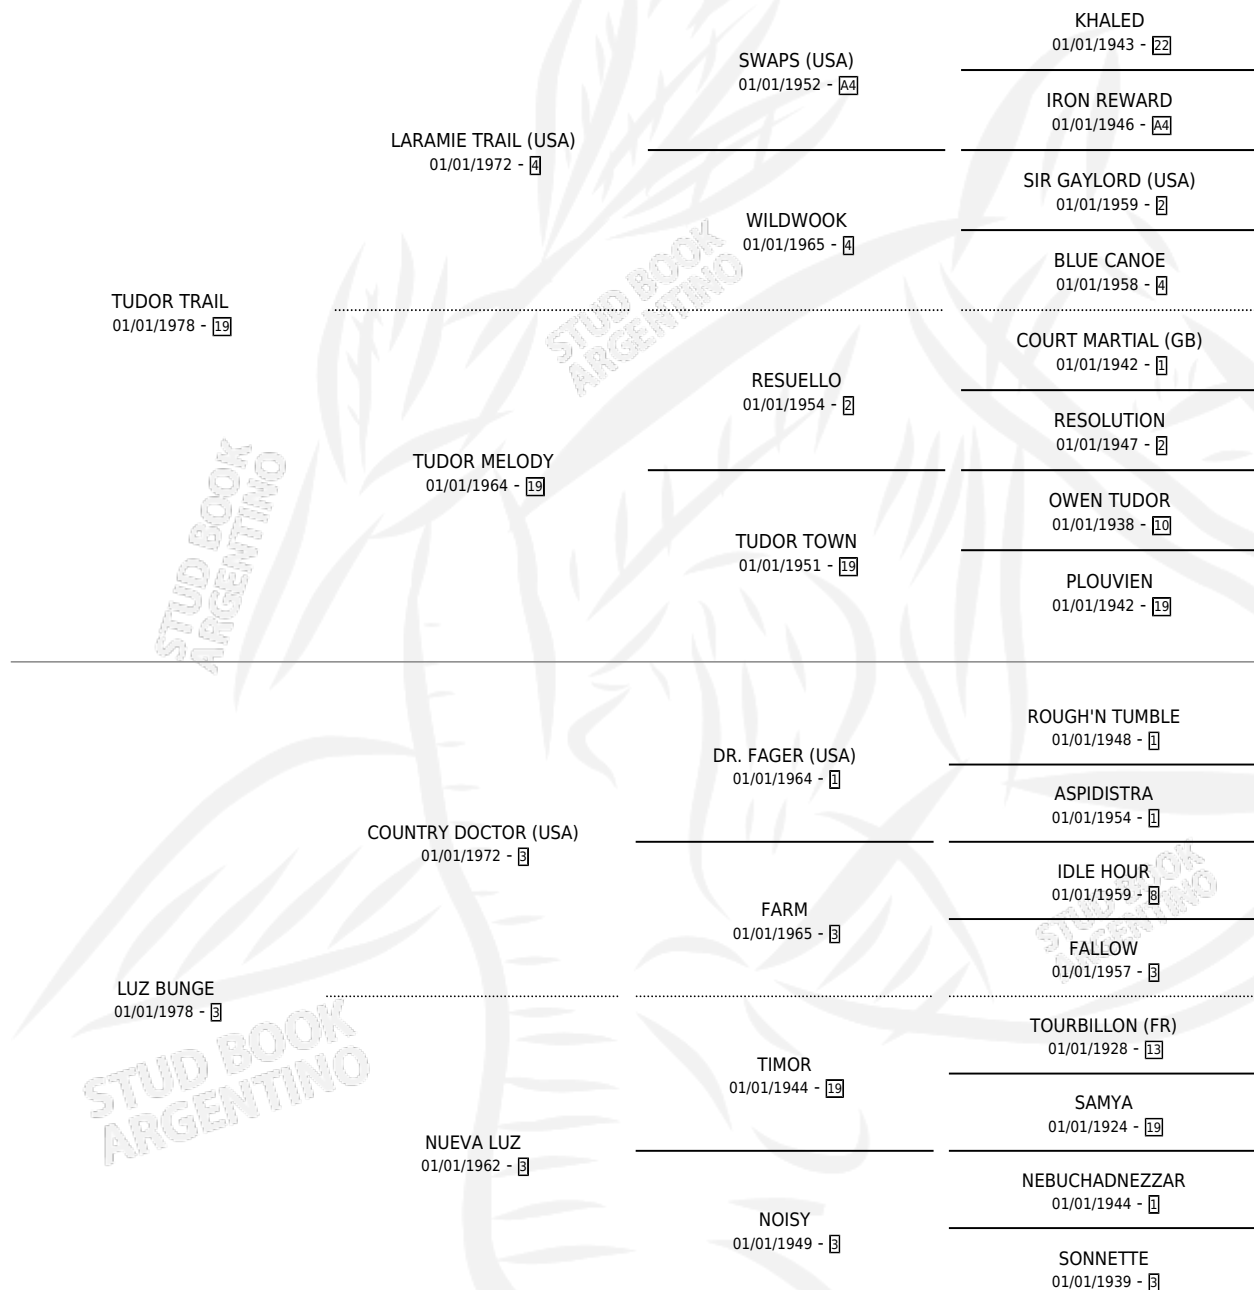 KHALED
01/01/1943 - 22
SWAPS (USA)
01/01/1952 - A4
IRON REWARD
01/01/1946 - A4
LARAMIE TRAIL (USA)
01/01/1972 - 4
SIR GAYLORD (USA)
01/01/1959 - 2
WILDWOOK
01/01/1965 - 4
BLUE CANOE
01/01/1958 - 4
TUDOR TRAIL
01/01/1978 - 19
COURT MARTIAL (GB)
01/01/1942 - 1
RESUELLO
01/01/1954 - 2
RESOLUTION
01/01/1947 - 2
TUDOR MELODY
01/01/1964 - 19
OWEN TUDOR
01/01/1938 - 10
TUDOR TOWN
01/01/1951 - 19
PLOUVIEN
01/01/1942 - 19
ROUGH'N TUMBLE
01/01/1948 - 1
DR. FAGER (USA)
01/01/1964 - 1
ASPIDISTRA
01/01/1954 - 1
COUNTRY DOCTOR (USA)
01/01/1972 - 3
IDLE HOUR
01/01/1959 - 8
FARM
01/01/1965 - 3
FALLOW
01/01/1957 - 3
LUZ BUNGE
01/01/1978 - 3
TOURBILLON (FR)
01/01/1928 - 13
TIMOR
01/01/1944 - 19
SAMYA
01/01/1924 - 19
NUEVA LUZ
01/01/1962 - 3
NEBUCHADNEZZAR
01/01/1944 - 1
NOISY
01/01/1949 - 3
SONNETTE
01/01/1939 - 3
STUD BOOK
ARGENTINO
STUD BOOK
ARGENTINO
STUD BOOK
ARGENTINO
STUD BOOK
ARGENTINO